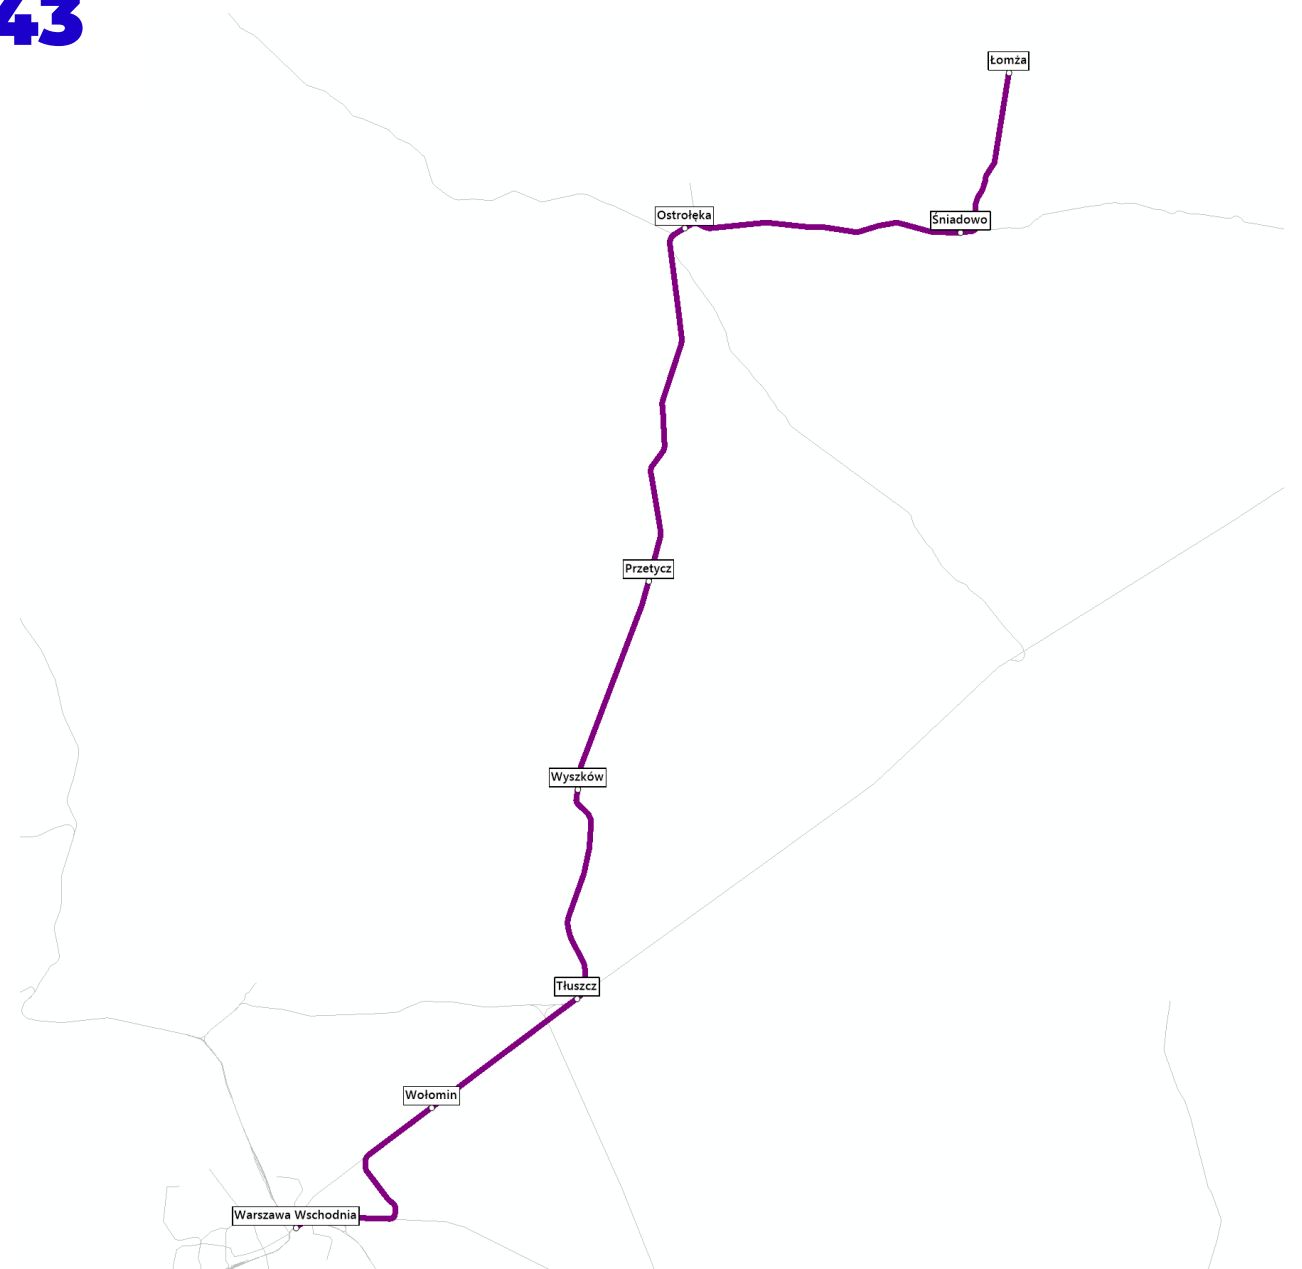 43
Łomża
Ostrołęka
Śniadowo
Przetycz
Wyszków
Tłuszcz
Wołomin
Warszawa Wschodnia